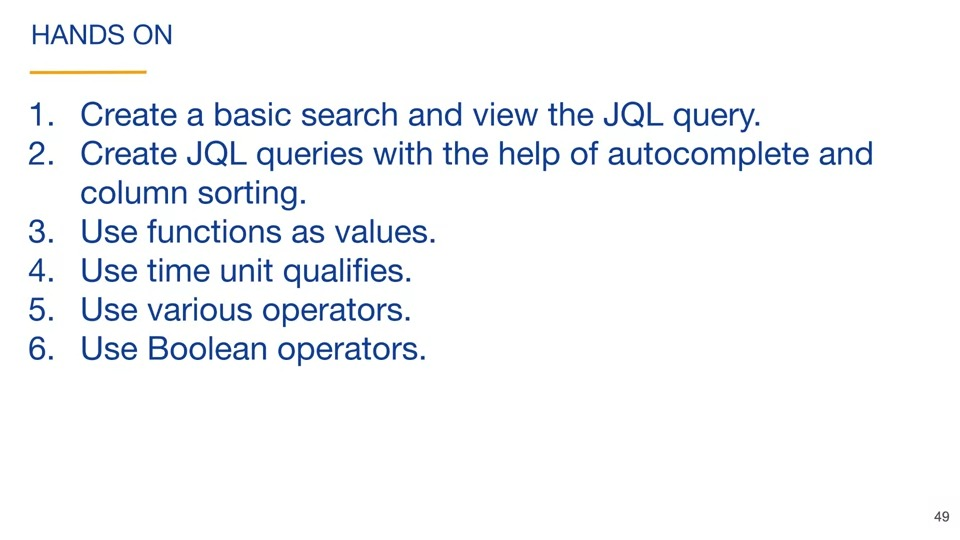 HANDS ON
1. Create a basic search and view the JQL query.
2. Create JQL queries with the help of autocomplete and
column sorting.
3. Use functions as values.
4. Use time unit qualifies.
5. Use various operators.
6. Use Boolean operators.
49